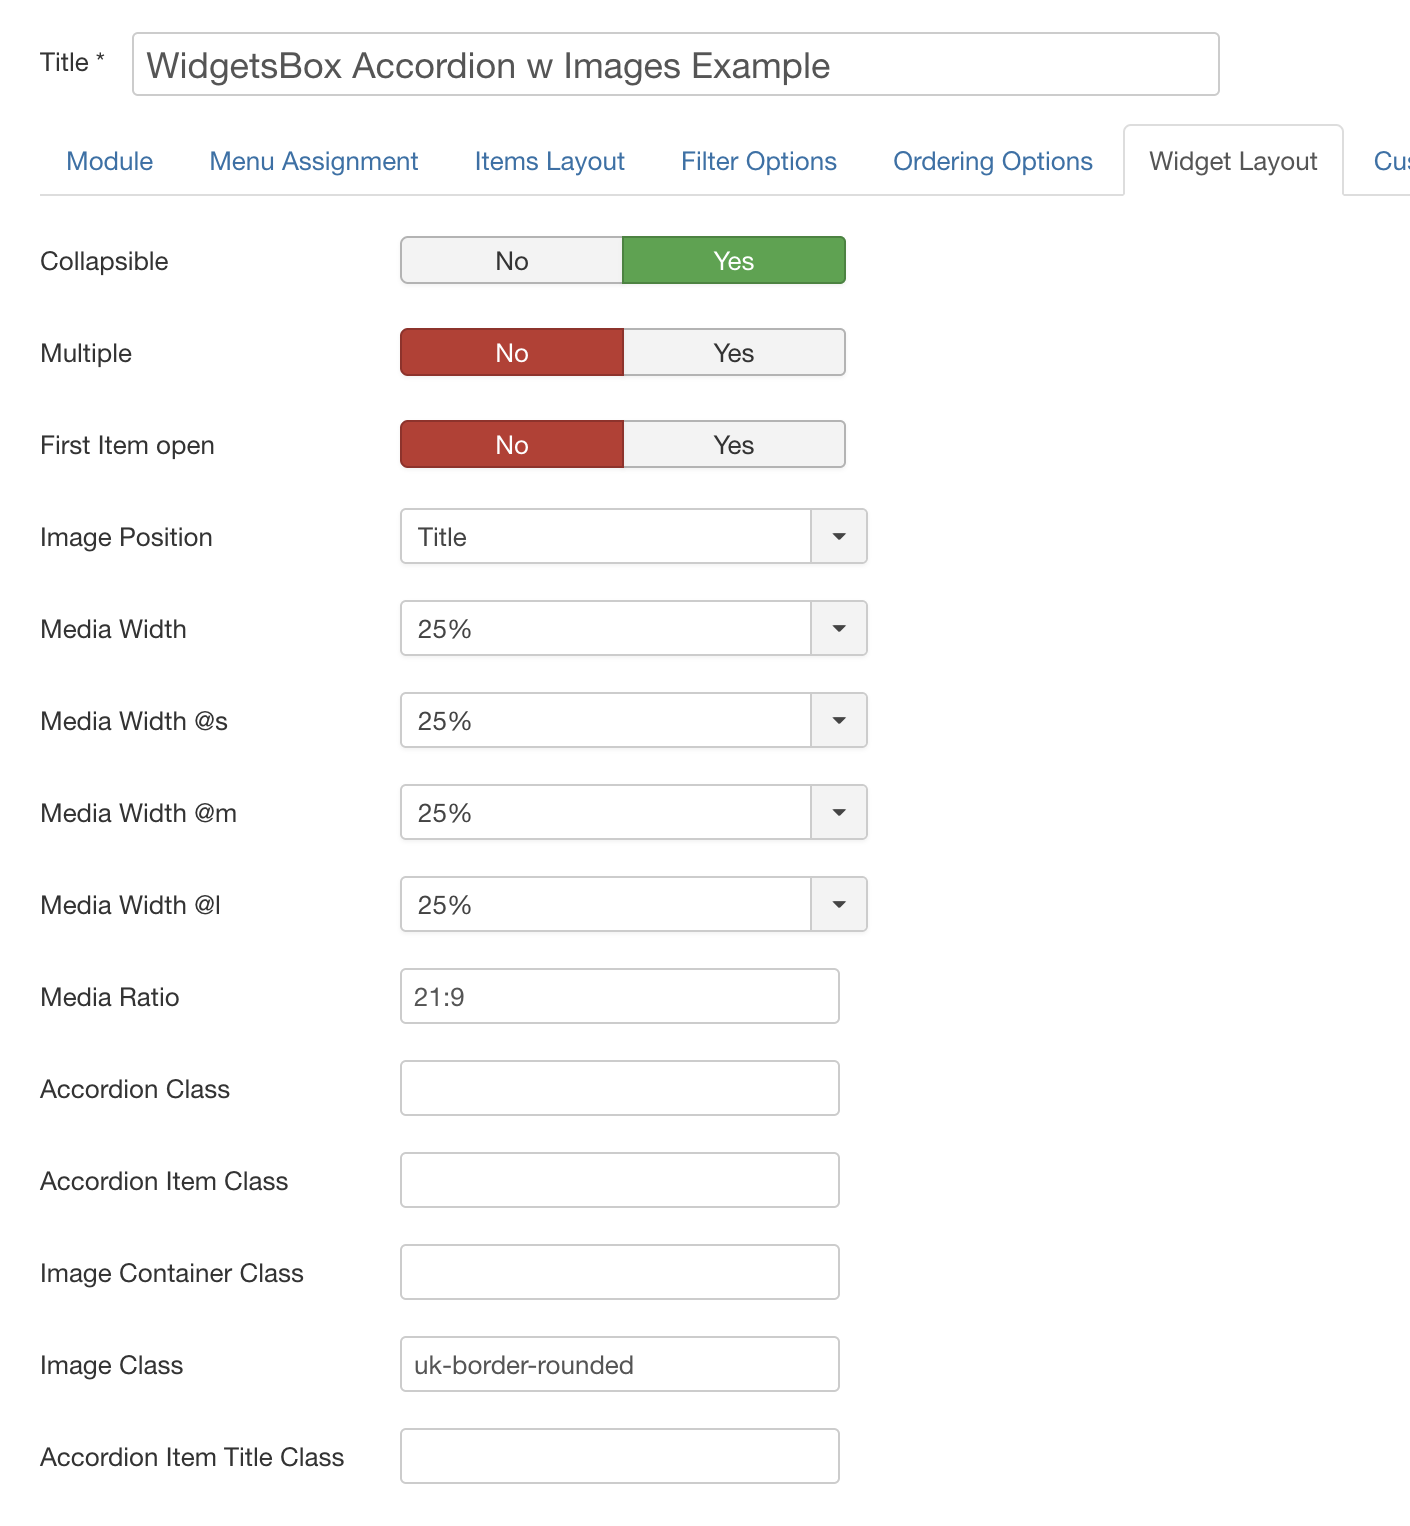 Title *
WidgetsBox Accordion w Images Example
Module Menu Assignment Items Layout Filter Options Ordering Options Widget Layout Cus
Collapsible No Yes
Multiple No Yes
First Item open No Yes
Image Position Title
Media Width 25%
Media Width @s 25%
Media Width @m 25%
Media Width @l 25%
Media Ratio 21:9
Accordion Class
Accordion Item Class
Image Container Class
Image Class uk-border-rounded
Accordion Item Title Class